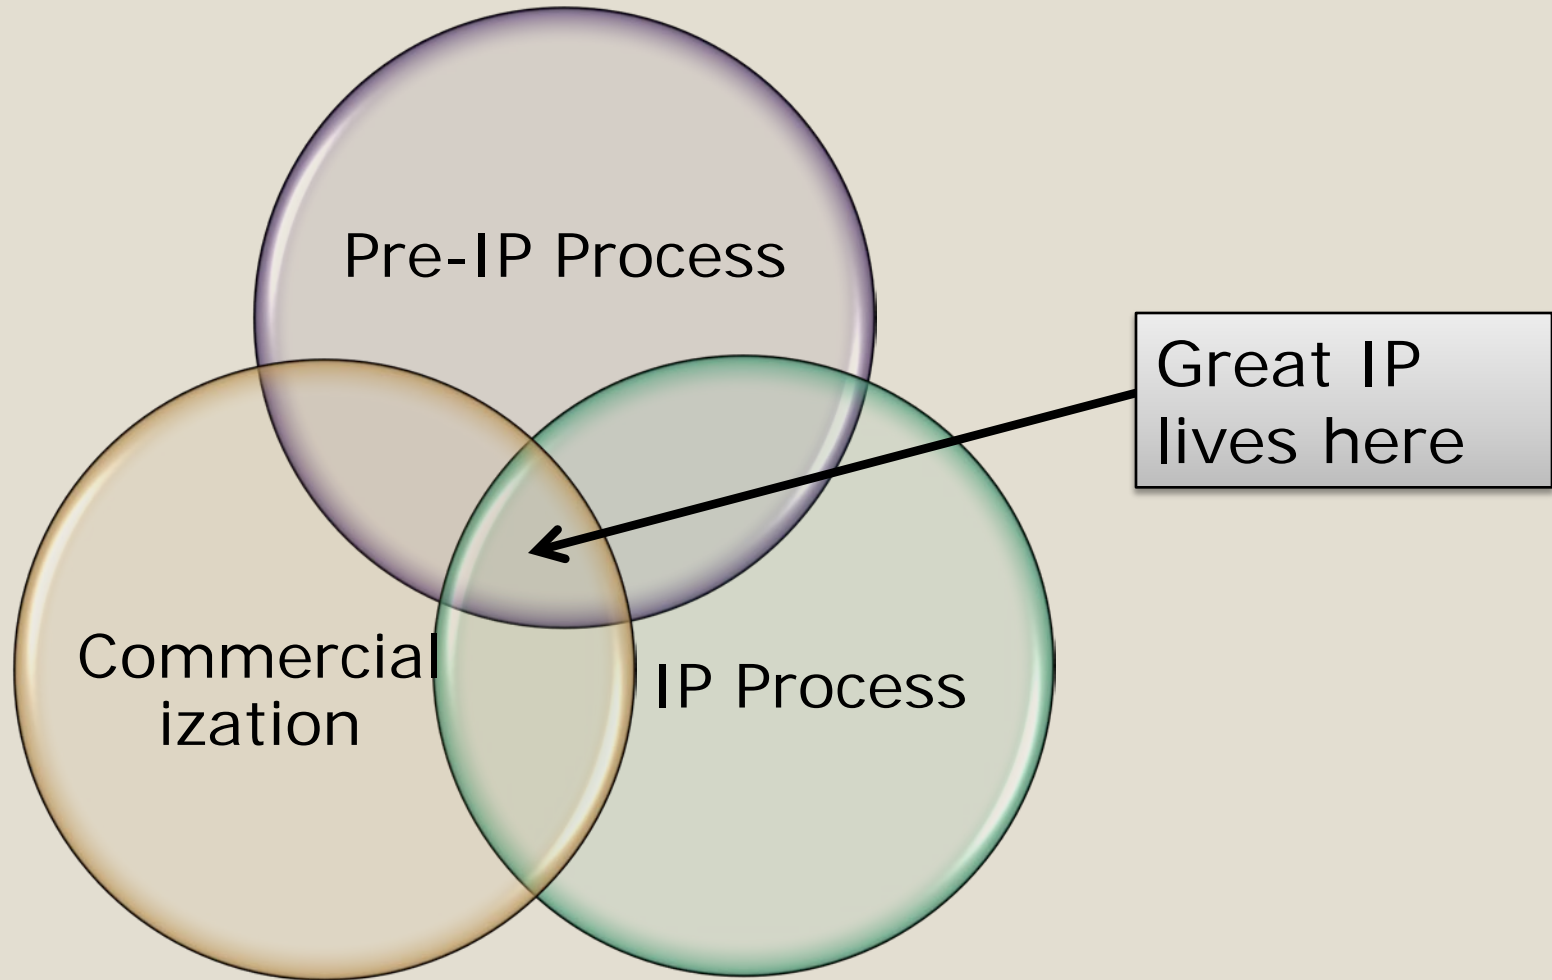 Pre-IP Process
Great IP
lives here
Commercial
ization
IP Process